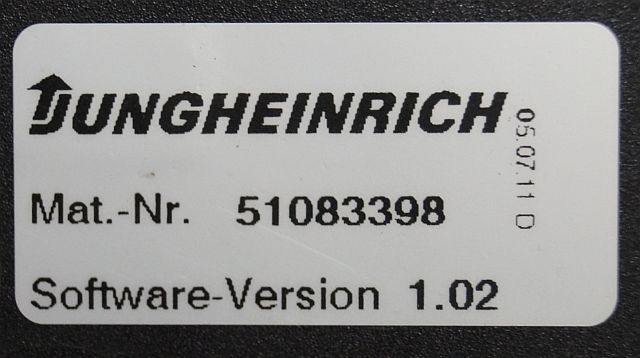 JUNGHEINRICH
Mat.-Nr. 51083398
Software-Version 1.02
05.07.11 D